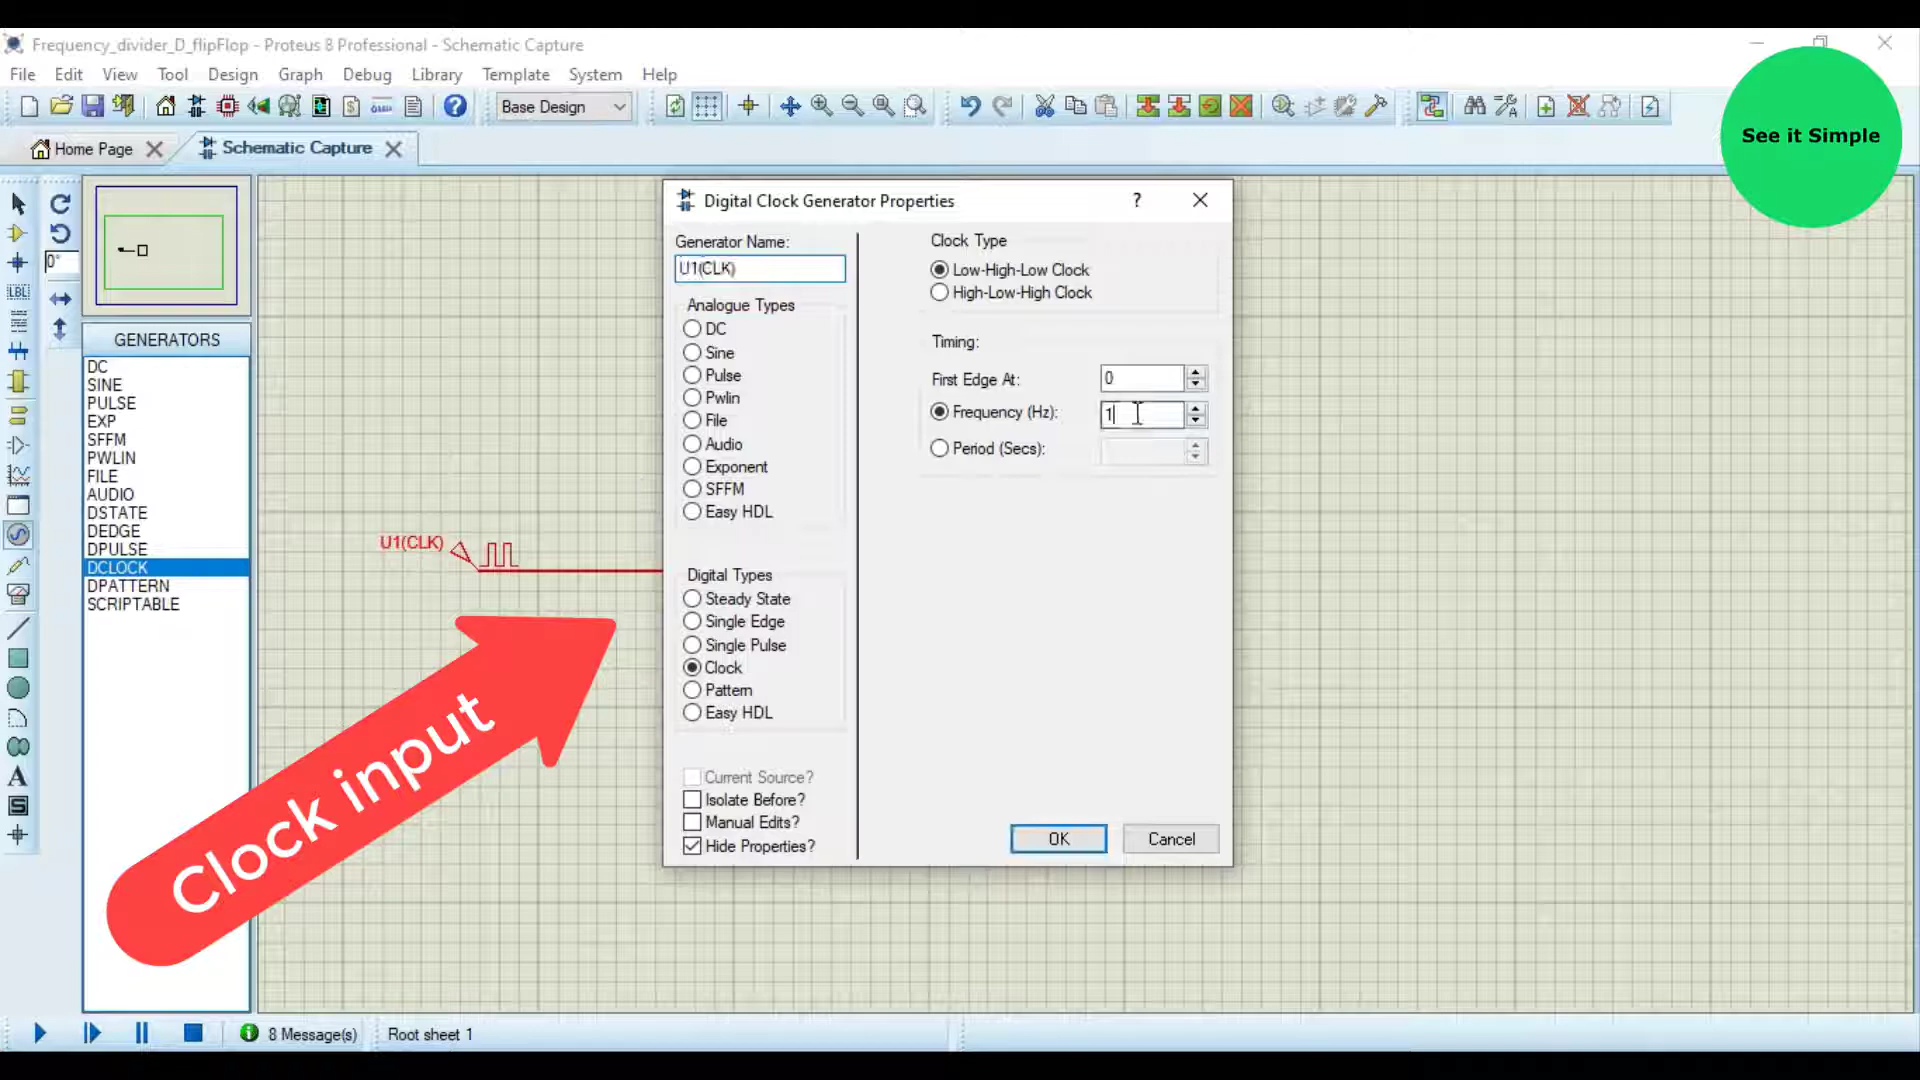 Frequency_divider_D_flipFlop - Proteus 8 Professional - Schematic Capture
File Edit View Tool Design Graph Debug Library Template System Help
Base Design
See it Simple
Home Page
Schematic Capture
0°
LBL
GENERATORS
DC
SINE
PULSE
EXP
SFFM
PWLIN
FILE
AUDIO
DSTATE
DEDGE
DPULSE
DCLOCK
DPATTERN
SCRIPTABLE
U1(CLK)
Clock input
Digital Clock Generator Properties
?
Generator Name:
U1(CLK)
Analogue Types
DC
Sine
Pulse
Pwlin
File
Audio
Exponent
SFFM
Easy HDL
Digital Types
Steady State
Single Edge
Single Pulse
Clock
Pattern
Easy HDL
Current Source?
Isolate Before?
Manual Edits?
Hide Properties?
Clock Type
Low-High-Low Clock
High-Low-High Clock
Timing:
First Edge At: 0
Frequency (Hz): 1
Period (Secs):
OK Cancel
8 Message(s) Root sheet 1